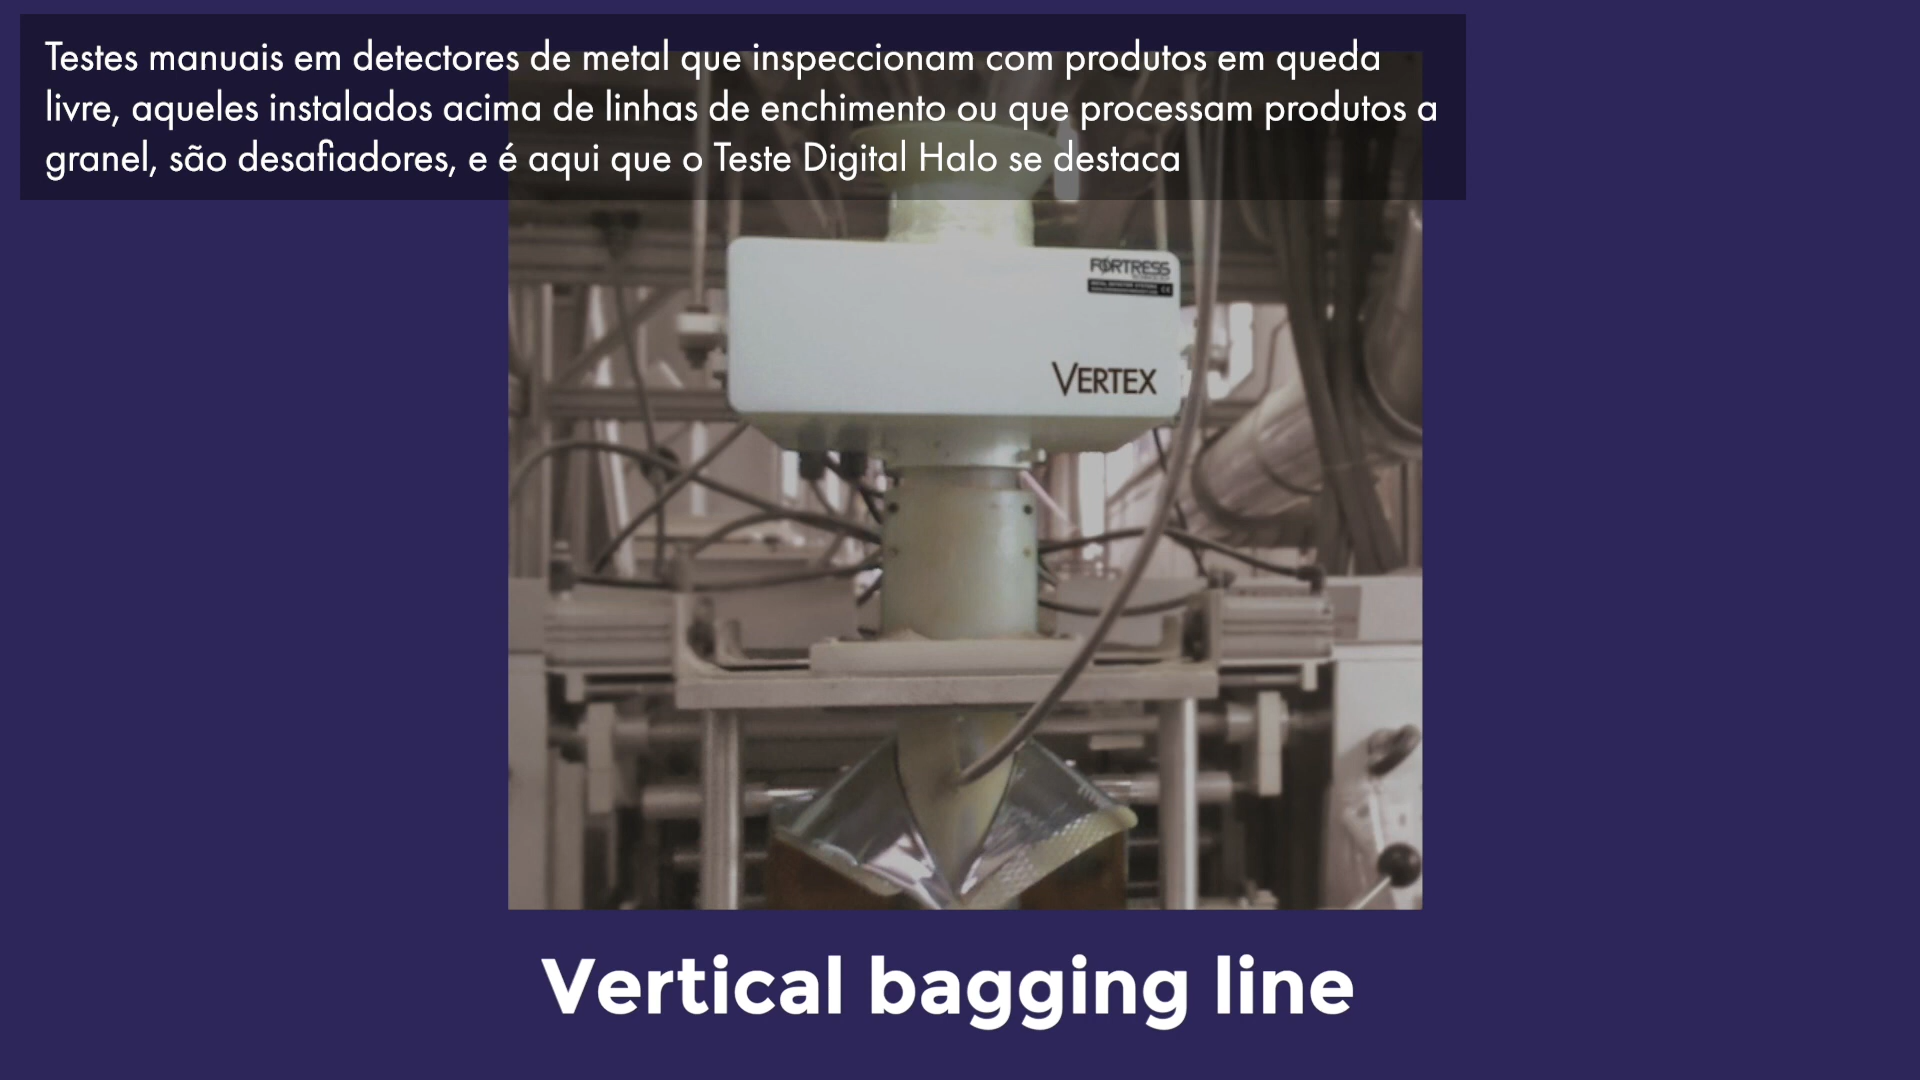 Testes manuais em detectores de metal que inspeccionam com produtos em queda
livre, aqueles instalados acima de linhas de enchimento ou que processam produtos a
granel, são desafiadores, e é aqui que o Teste Digital Halo se destaca
FORTRESS
VERTEX
Vertical bagging line